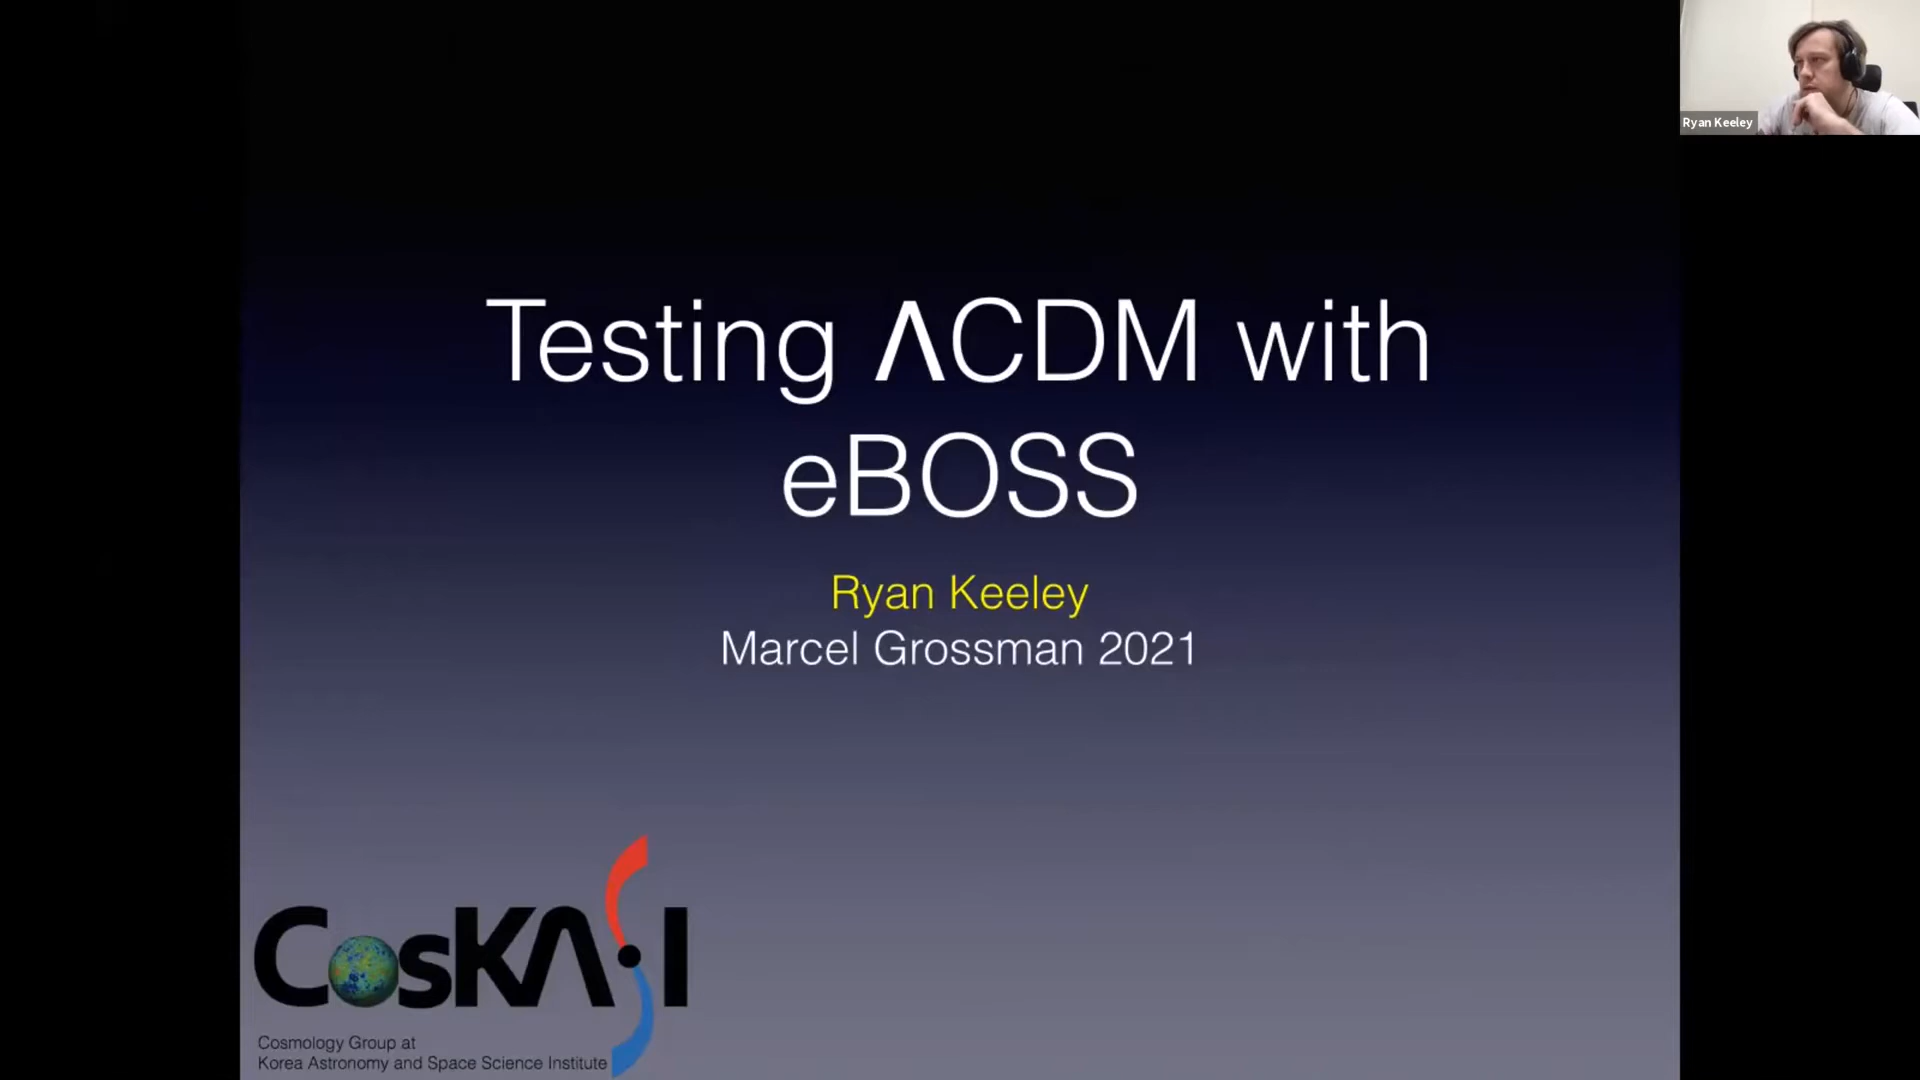 Ryan Keeley
Testing ΛCDM with
eBOSS
Ryan Keeley
Marcel Grossman 2021
CosKASI
Cosmology Group at
Korea Astronomy and Space Science Institute